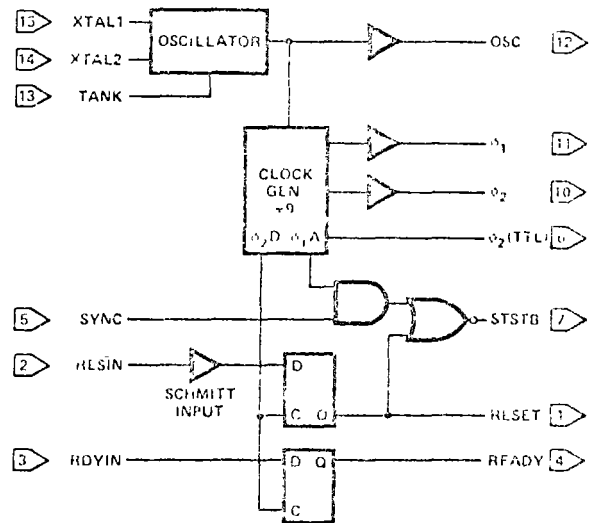 15 XTAL1
OSCILLATOR
OSC 12
14 XTAL2
13 TANK
CLOCK
GEN
÷9
ϕ₂D ϕ₁A
ϕ₁ 11
ϕ₂ 10
ϕ₂(TTL) 6
5 SYNC
STSTB 7
2 RESIN
D
SCHMITT
INPUT
C Q
RESET 1
3 RDYIN
D Q
READY 4
C